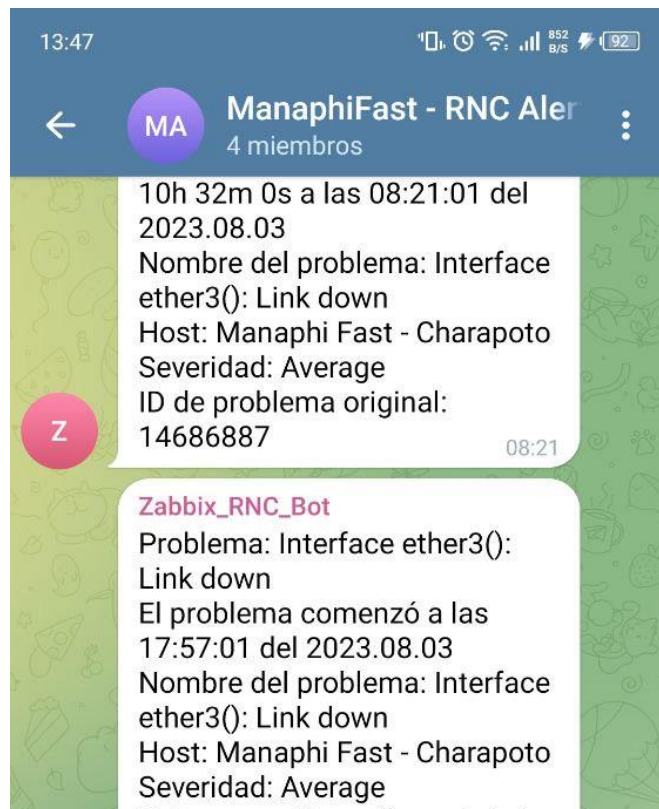 13:47
852
B/S
92
MA
ManaphiFast - RNC Aler
4 miembros
10h 32m 0s a las 08:21:01 del
2023.08.03
Nombre del problema: Interface
ether3(): Link down
Host: Manaphi Fast - Charapoto
Severidad: Average
ID de problema original:
14686887
08:21
Z
Zabbix_RNC_Bot
Problema: Interface ether3():
Link down
El problema comenzó a las
17:57:01 del 2023.08.03
Nombre del problema: Interface
ether3(): Link down
Host: Manaphi Fast - Charapoto
Severidad: Average